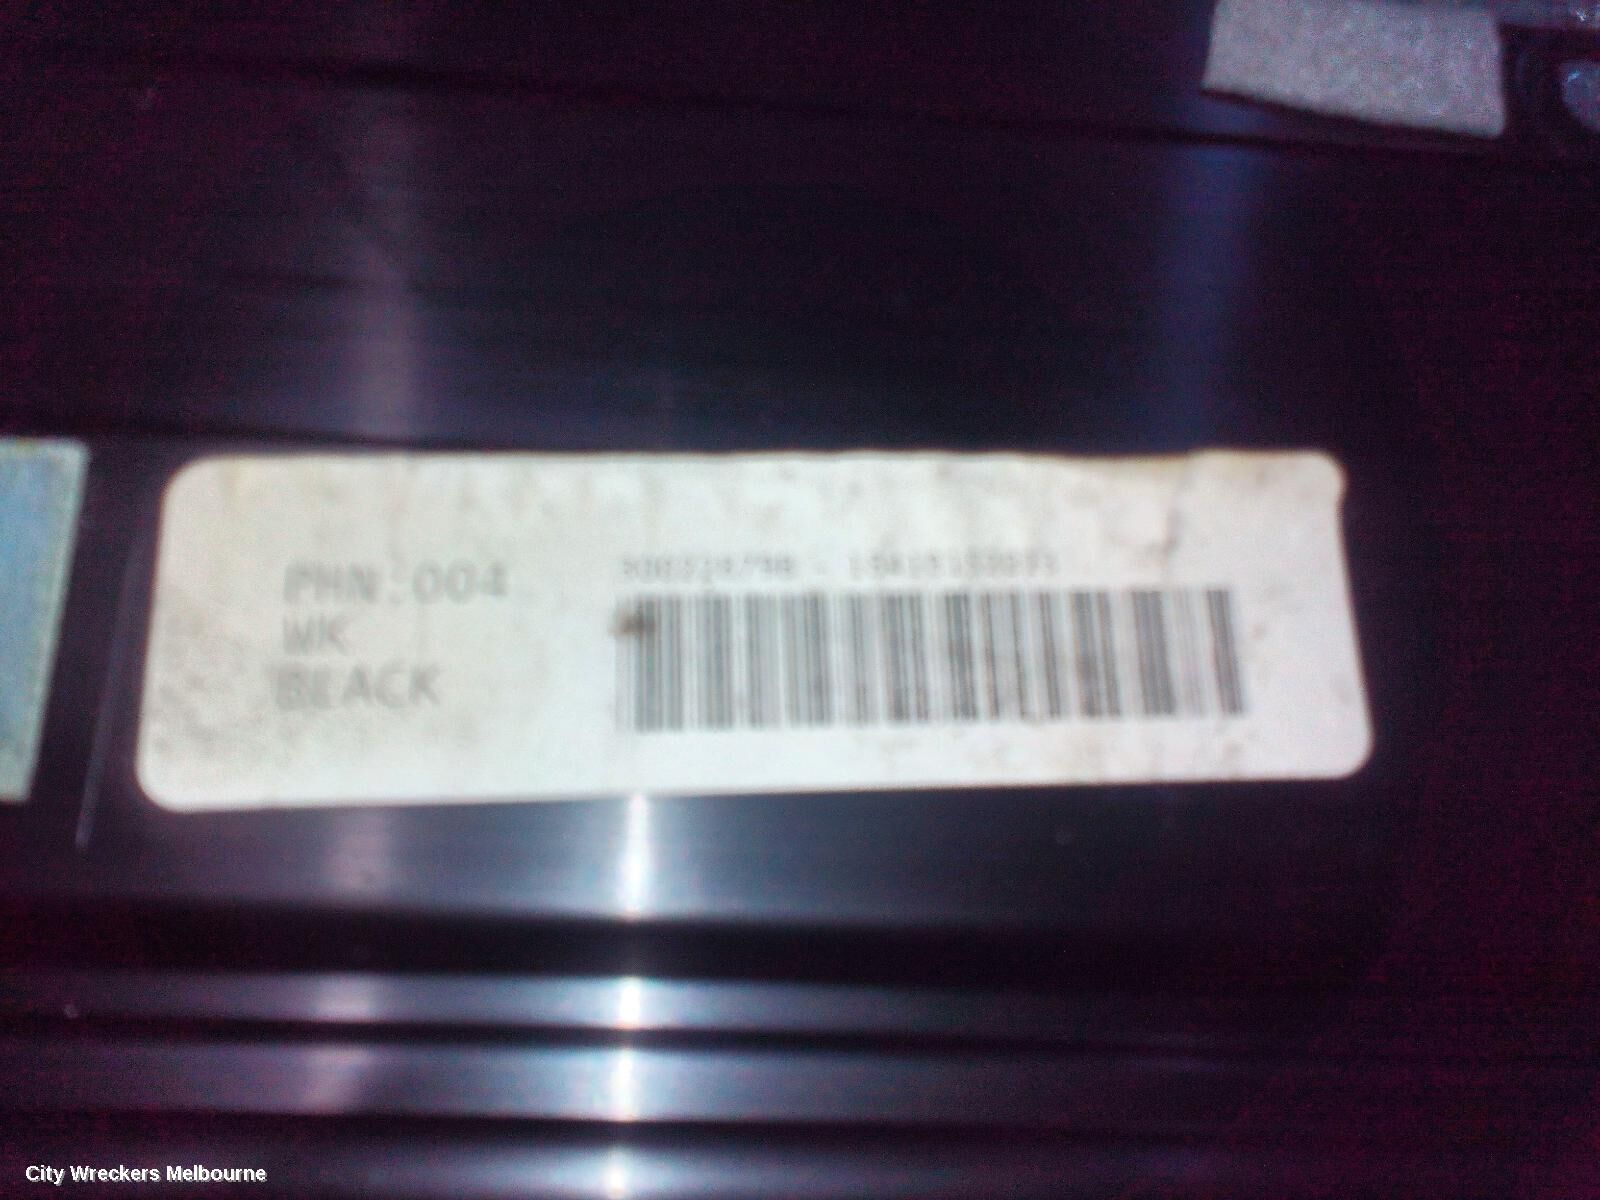 PHN:004
WK
BLACK
City Wreckers Melbourne